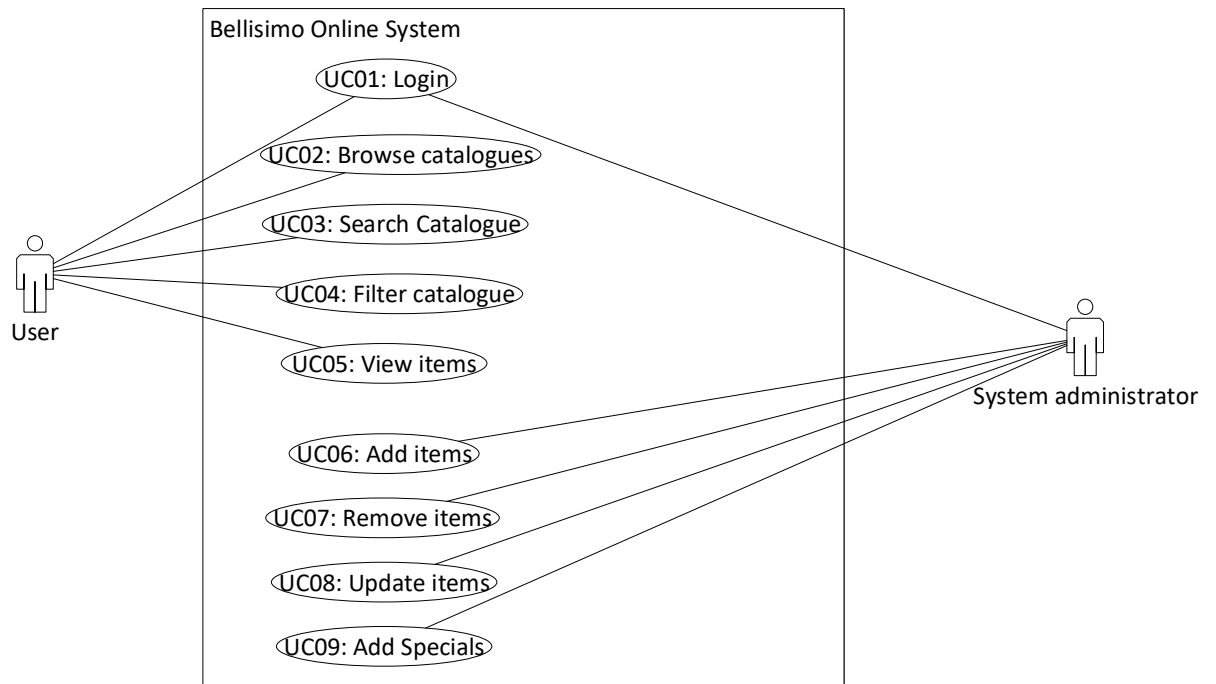 Bellisimo Online System
UC01: Login
UC02: Browse catalogues
UC03: Search Catalogue
UC04: Filter catalogue
User
UC05: View items
System administrator
UC06: Add items
UC07: Remove items
UC08: Update items
UC09: Add Specials